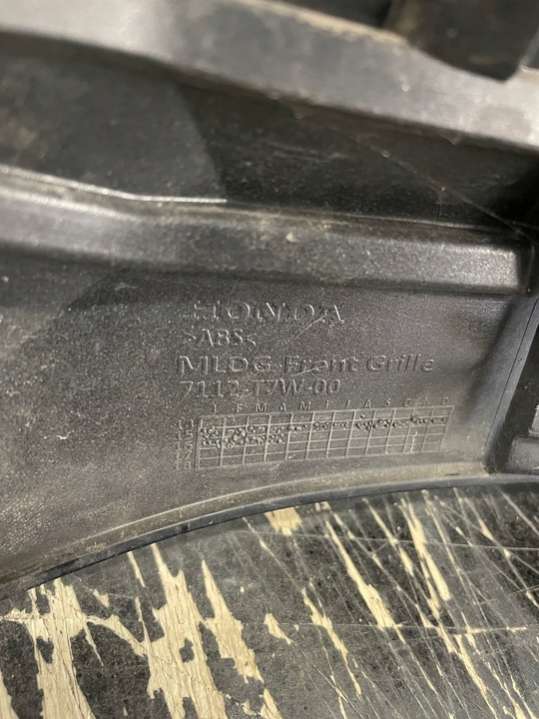 HONDA
>ABS<
MLDG Front Grille
7112-T7W-00
J F M A M J J A S O N D